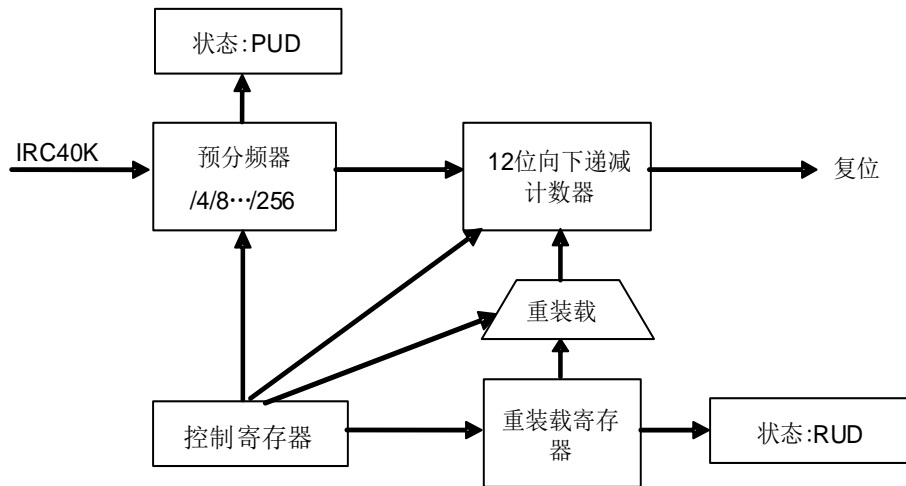 状态:PUD
IRC40K
预分频器
/4/8···/256
12位向下递减
计数器
复位
重装载
控制寄存器
重装载寄存
器
状态:RUD